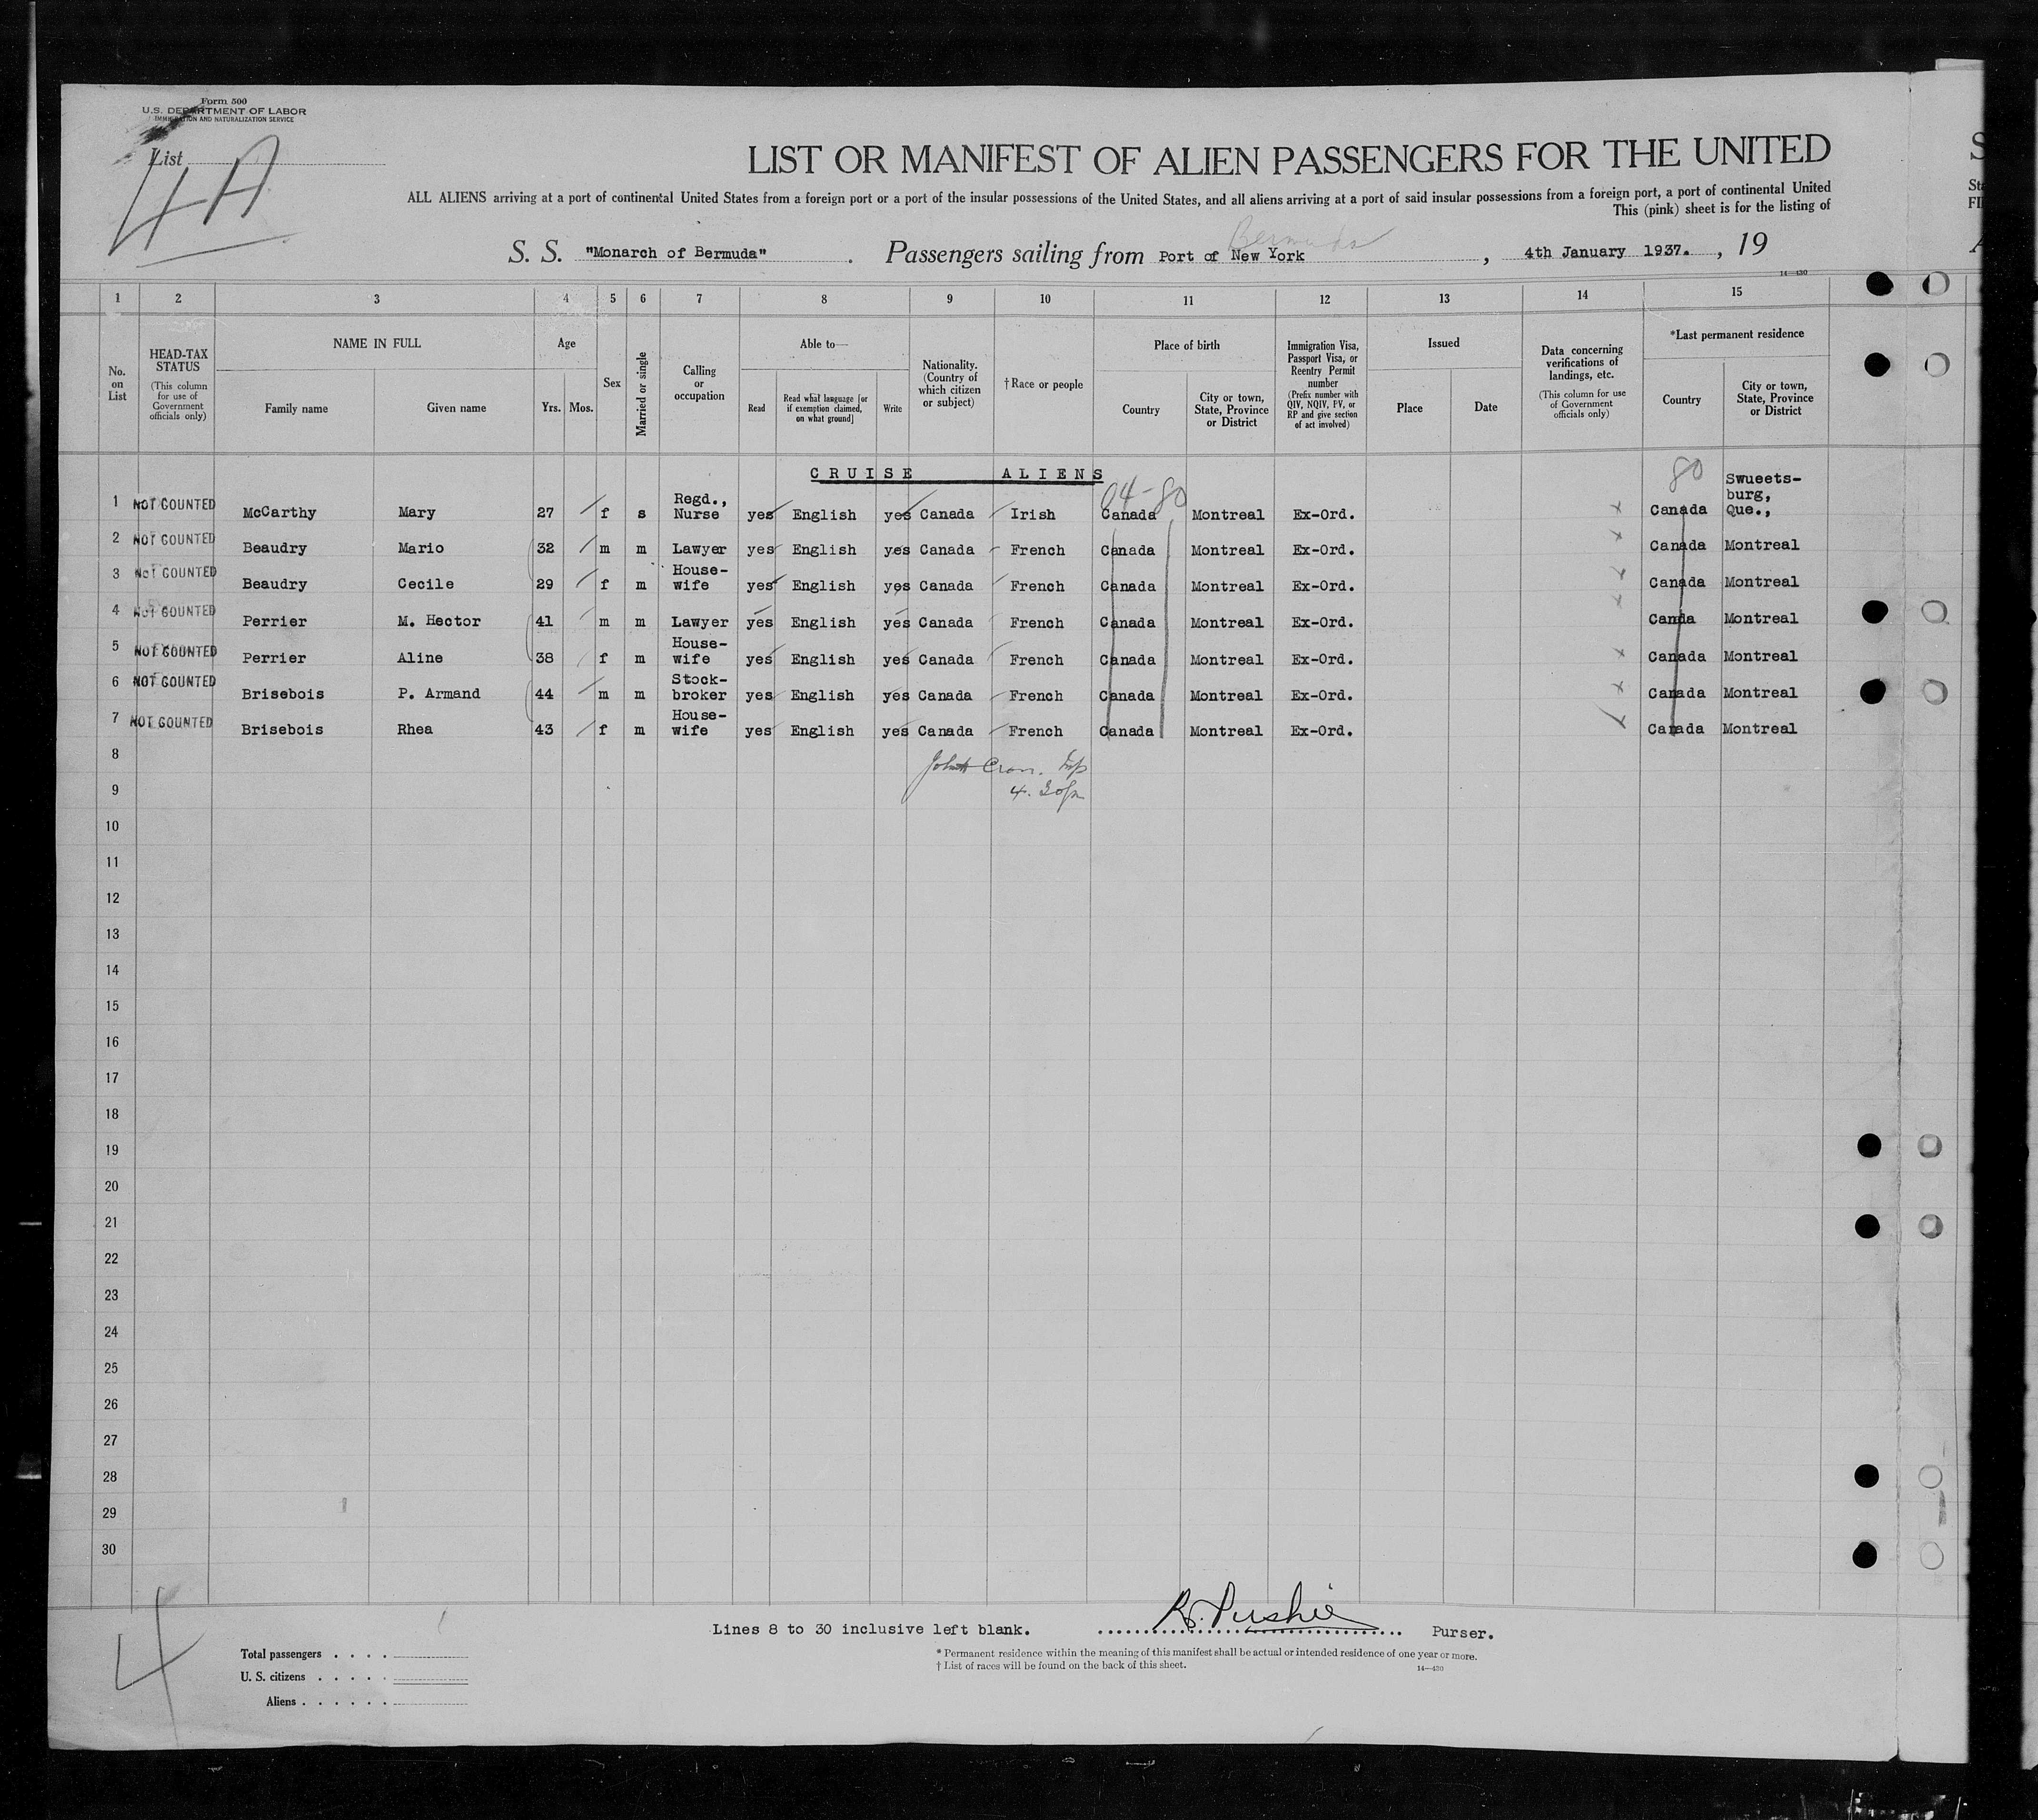 Form 500
U.S. DEPARTMENT OF LABOR
IMMIGRATION AND NATURALIZATION SERVICE
List
4A
LIST OR MANIFEST OF ALIEN PASSENGERS FOR THE UNITED
ALL ALIENS arriving at a port of continental United States from a foreign port or a port of the insular possessions of the United States, and all aliens arriving at a port of said insular possessions from a foreign port, a port of continental United
This (pink) sheet is for the listing of
Bermuda
S. S. "Monarch of Bermuda". Passengers sailing from Port of New York, 4th January 1937., 19
14—430
1 2 3 4 5 6 7 8 9 10 11 12 13 14 15
No. on List
HEAD-TAX STATUS (This column for use of Government officials only)
NAME IN FULL
Family name Given name
Age
Yrs. Mos.
Sex
Married or single
Calling or occupation
Able to—
Read
Read what language [or if exemption claimed, on what ground]
Write
Nationality. (Country of which citizen or subject)
†Race or people
Place of birth
Country
City or town, State, Province or District
Immigration Visa, Passport Visa, or Reentry Permit number (Prefix number with QIV, NQIV, PV, or RP and give section of act involved)
Issued
Place Date
Data concerning verifications of landings, etc. (This column for use of Government officials only)
*Last permanent residence
Country
City or town, State, Province or District
CRUISE ALIENS
04-80
80
1 NOT COUNTED McCarthy Mary 27 f s Regd., Nurse yes English yes Canada Irish Canada Montreal Ex-Ord. Canada Swueets-burg, Que.,
2 NOT COUNTED Beaudry Mario 32 m m Lawyer yes English yes Canada French Canada Montreal Ex-Ord. Canada Montreal
3 NOT COUNTED Beaudry Cecile 29 f m House-wife yes English yes Canada French Canada Montreal Ex-Ord. Canada Montreal
4 NOT COUNTED Perrier M. Hector 41 m m Lawyer yes English yes Canada French Canada Montreal Ex-Ord. Canda Montreal
5 NOT COUNTED Perrier Aline 38 f m House-wife yes English yes Canada French Canada Montreal Ex-Ord. Canada Montreal
6 NOT COUNTED Brisebois P. Armand 44 m m Stock-broker yes English yes Canada French Canada Montreal Ex-Ord. Canada Montreal
7 NOT COUNTED Brisebois Rhea 43 f m House-wife yes English yes Canada French Canada Montreal Ex-Ord. Canada Montreal
8
9
10
11
12
13
14
15
16
17
18
19
20
21
22
23
24
25
26
27
28
29
30
4
Lines 8 to 30 inclusive left blank. Purser.
Total passengers
U. S. citizens
Aliens
* Permanent residence within the meaning of this manifest shall be actual or intended residence of one year or more.
† List of races will be found on the back of this sheet.
14—430